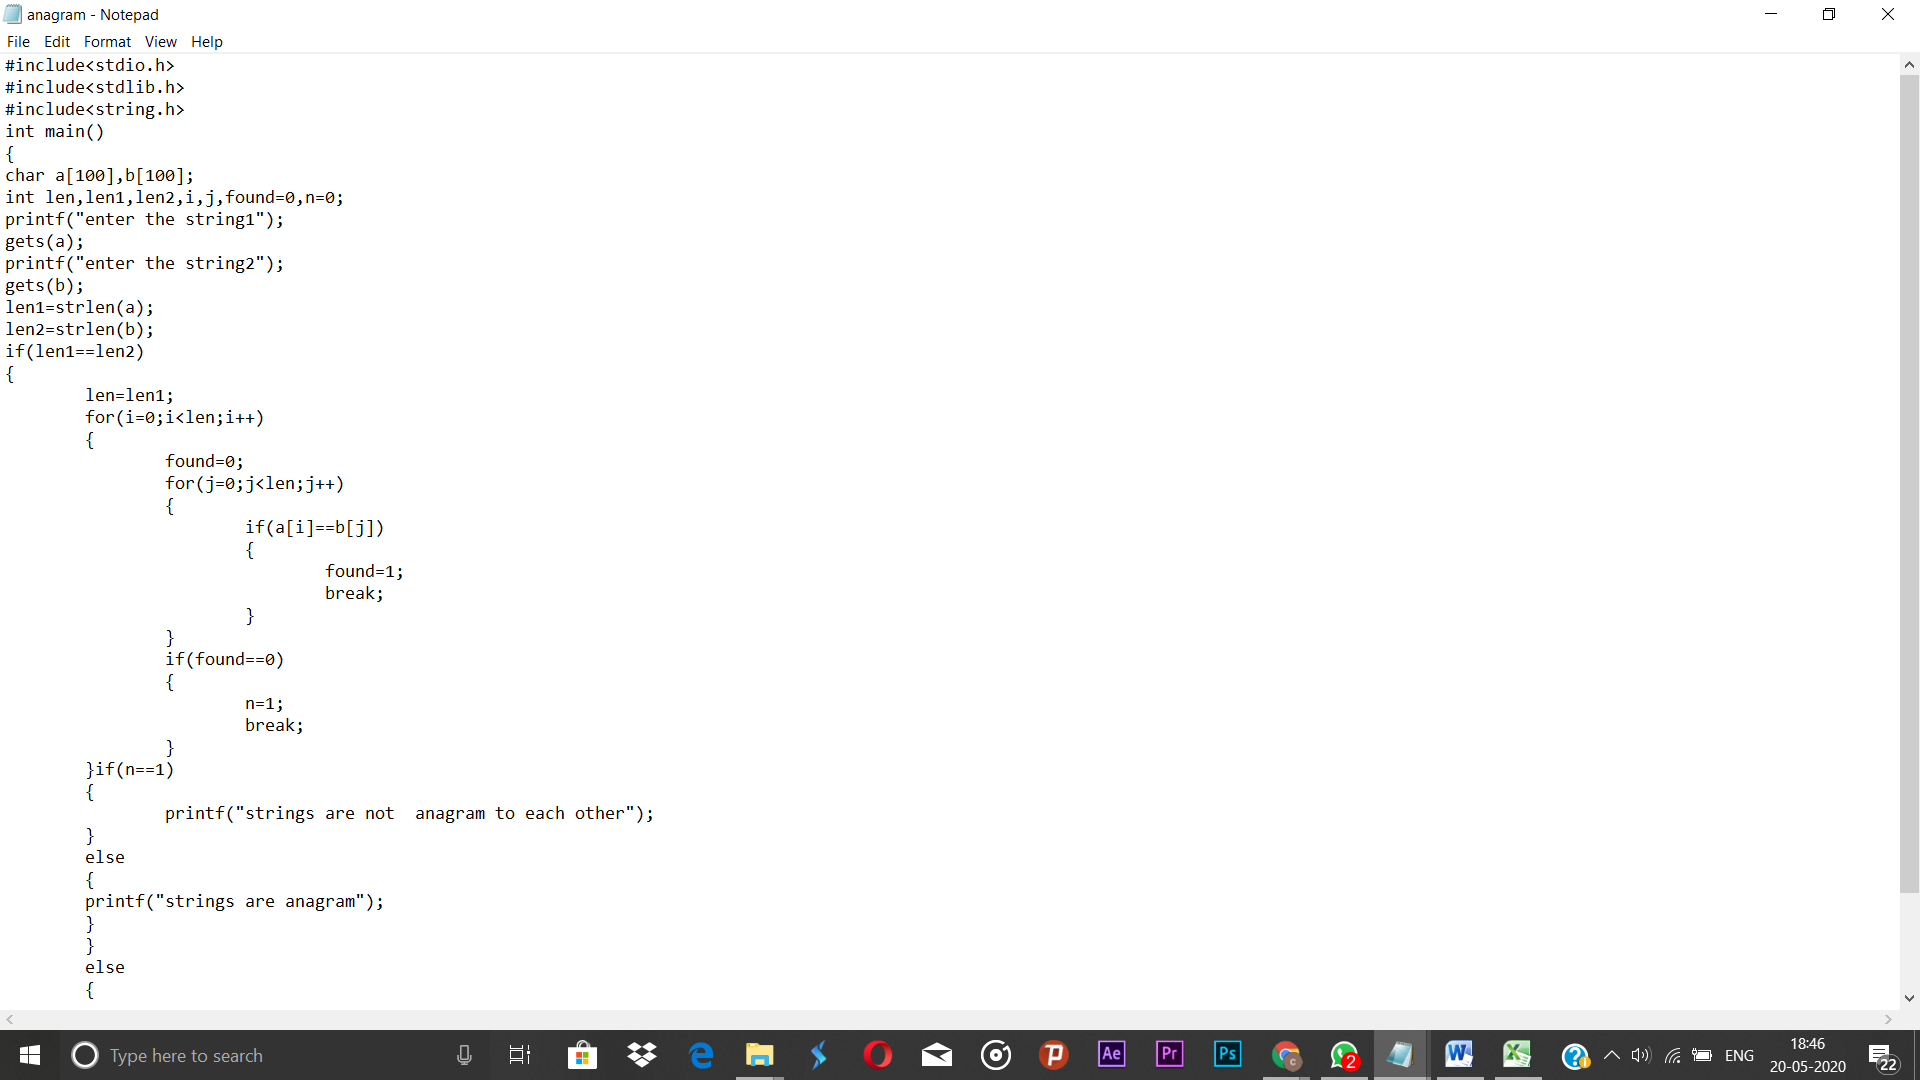 anagram - Notepad
File Edit Format View Help
#include<stdio.h>
#include<stdlib.h>
#include<string.h>
int main()
{
char a[100],b[100];
int len,len1,len2,i,j,found=0,n=0;
printf("enter the string1");
gets(a);
printf("enter the string2");
gets(b);
len1=strlen(a);
len2=strlen(b);
if(len1==len2)
{
        len=len1;
        for(i=0;i<len;i++)
        {
                found=0;
                for(j=0;j<len;j++)
                {
                        if(a[i]==b[j])
                        {
                                found=1;
                                break;
                        }
                }
                if(found==0)
                {
                        n=1;
                        break;
                }
        }if(n==1)
        {
                printf("strings are not  anagram to each other");
        }
        else
        {
        printf("strings are anagram");
        }
        }
        else
        {
Type here to search
Ae Pr Ps 2 ENG
18:46
20-05-2020
22